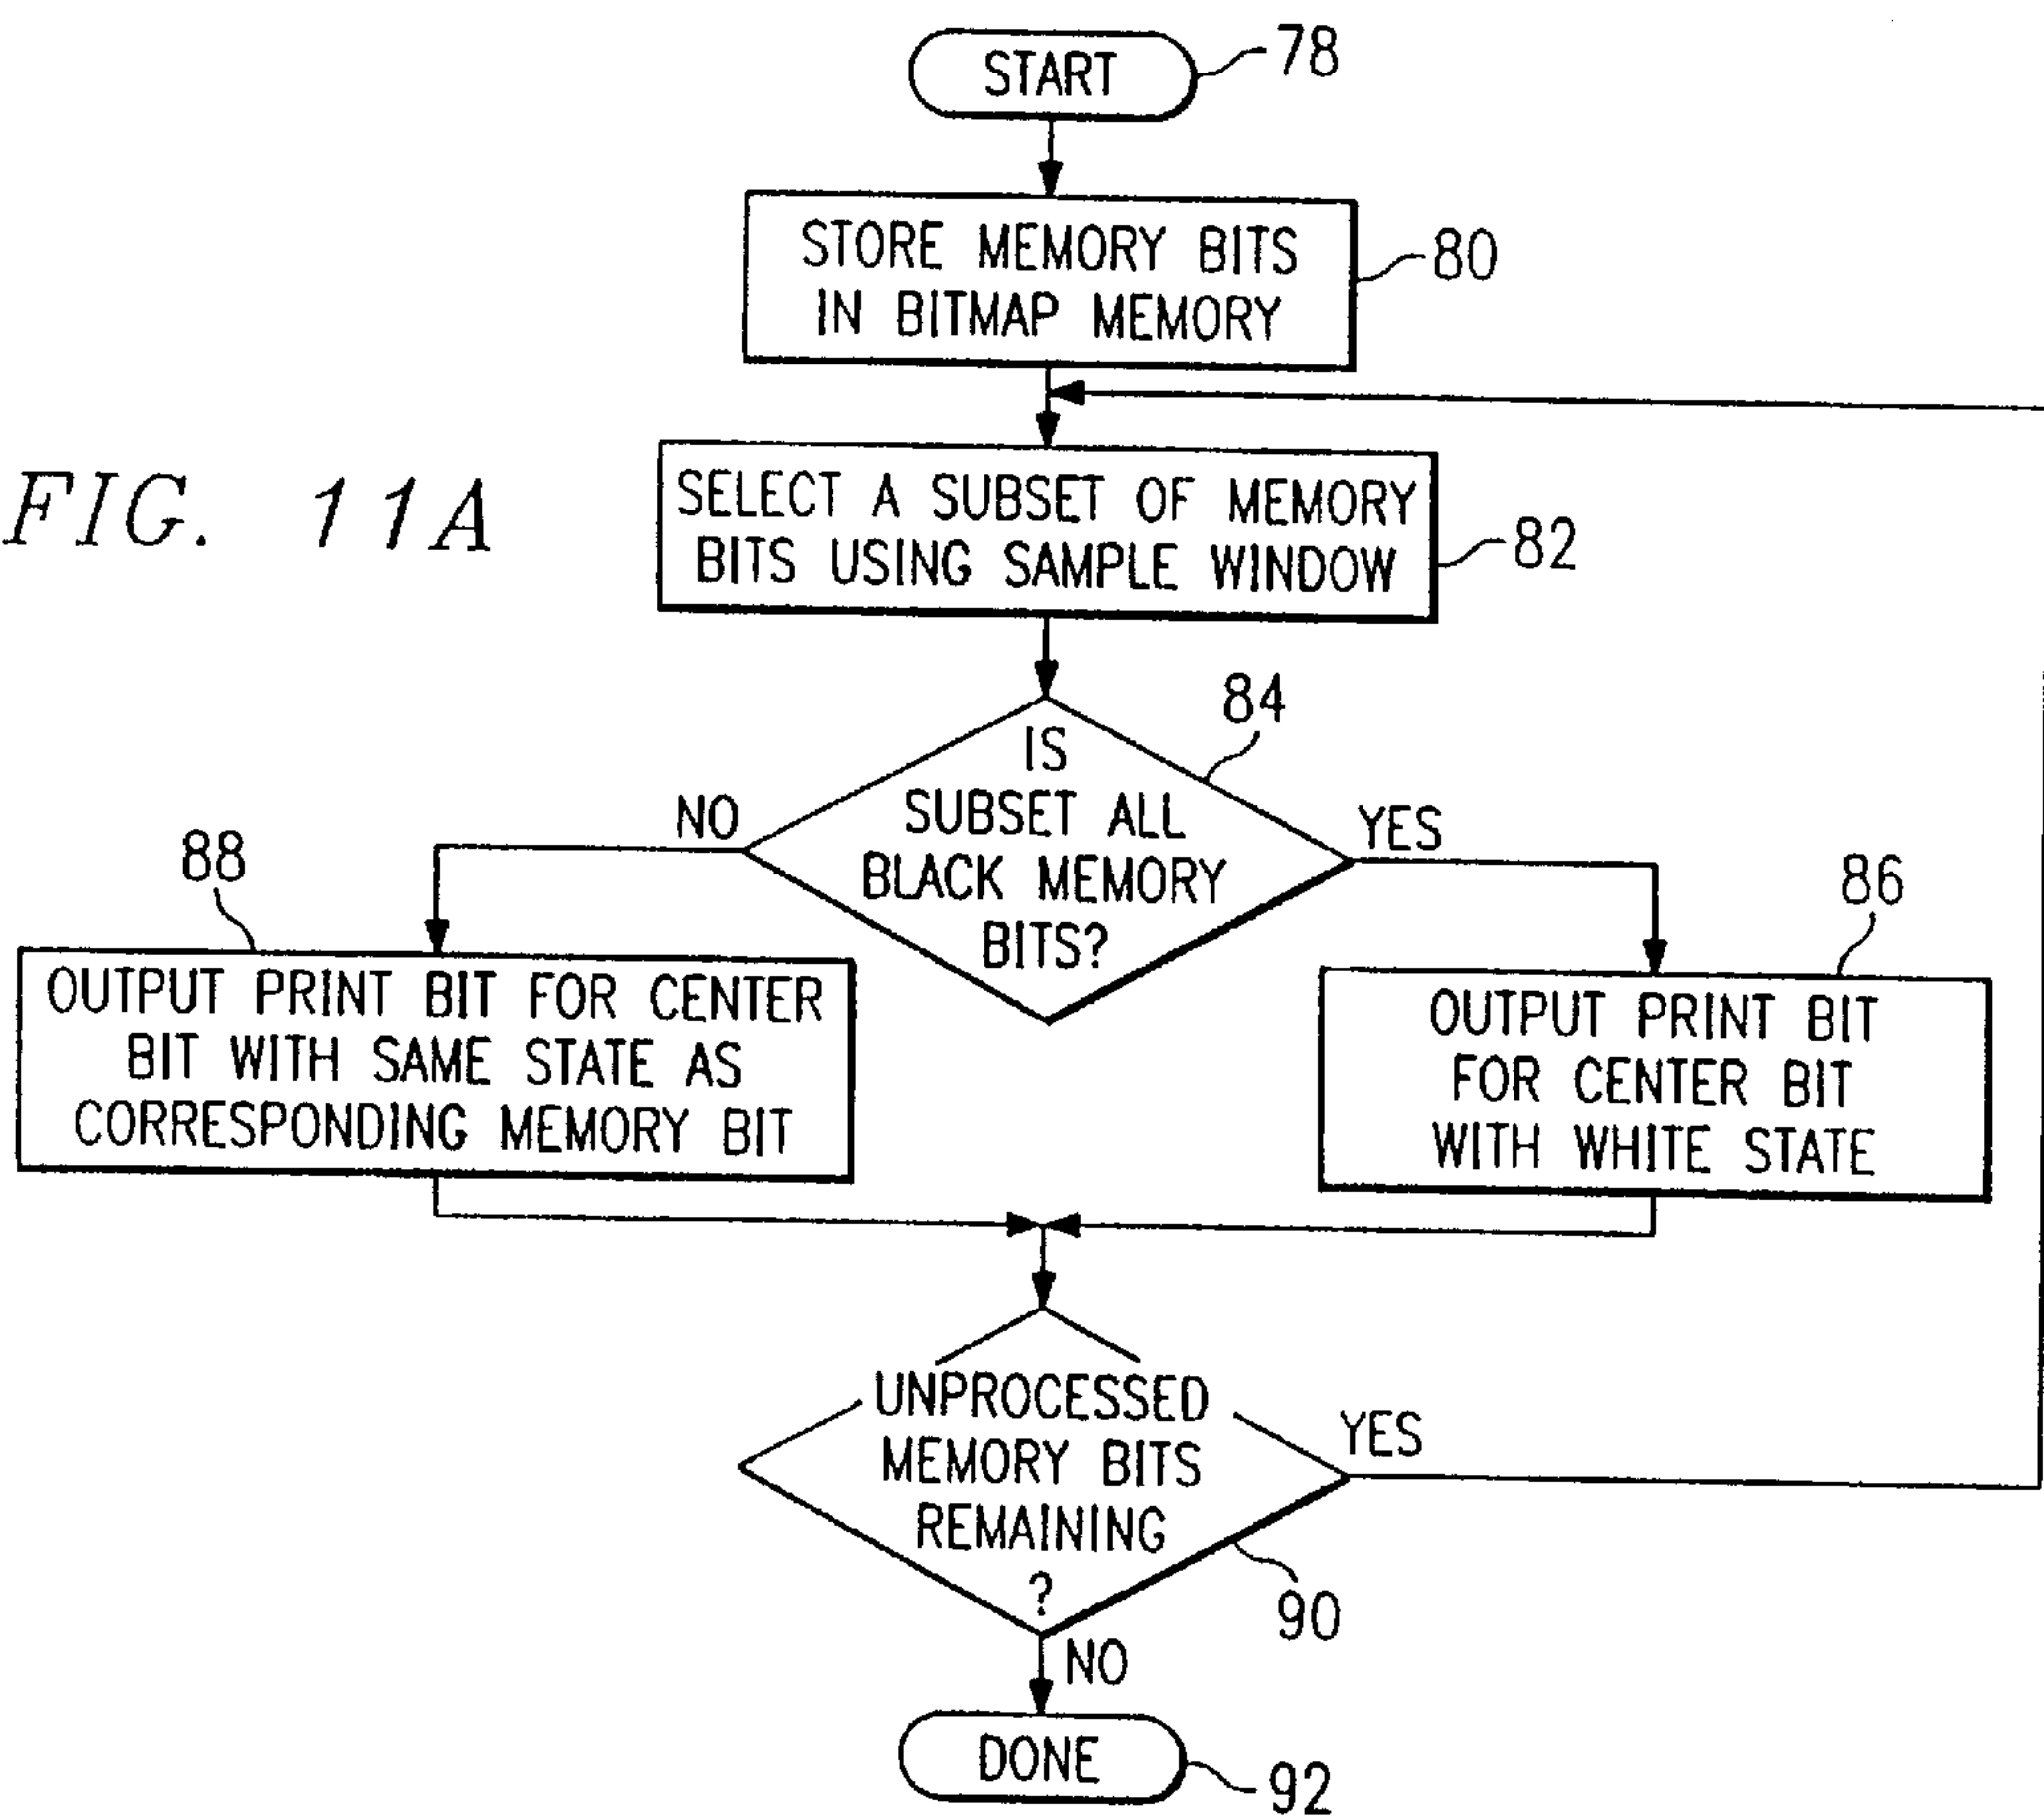 START
78
STORE MEMORY BITS
IN BITMAP MEMORY
80
FIG. 11A
SELECT A SUBSET OF MEMORY
BITS USING SAMPLE WINDOW
82
84
IS
SUBSET ALL
BLACK MEMORY
BITS?
NO
YES
88
86
OUTPUT PRINT BIT FOR CENTER
BIT WITH SAME STATE AS
CORRESPONDING MEMORY BIT
OUTPUT PRINT BIT
FOR CENTER BIT
WITH WHITE STATE
UNPROCESSED
MEMORY BITS
REMAINING
?
YES
90
NO
DONE
92